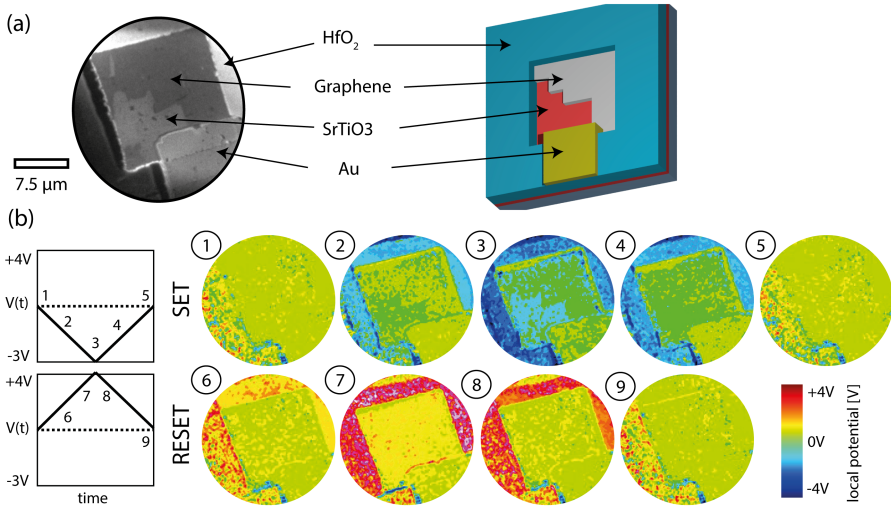 (a)
HfO₂
Graphene
SrTiO3
Au
7.5 µm
(b)
+4V
V(t)
-3V
1
2
3
4
5
SET
1
2
3
4
5
+4V
V(t)
-3V
6
7
8
9
time
RESET
6
7
8
9
+4V
0V
-4V
local potential [V]